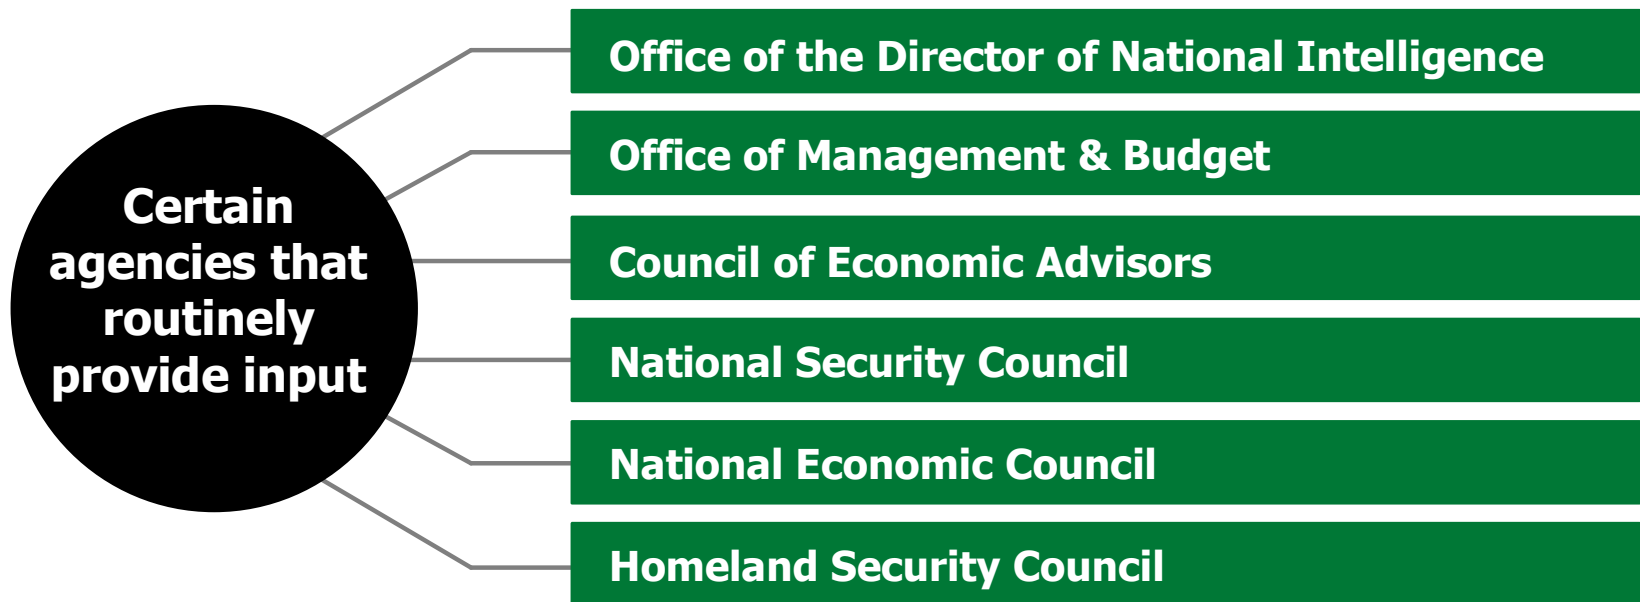 Certain
agencies that
routinely
provide input
Office of the Director of National Intelligence
Office of Management & Budget
Council of Economic Advisors
National Security Council
National Economic Council
Homeland Security Council